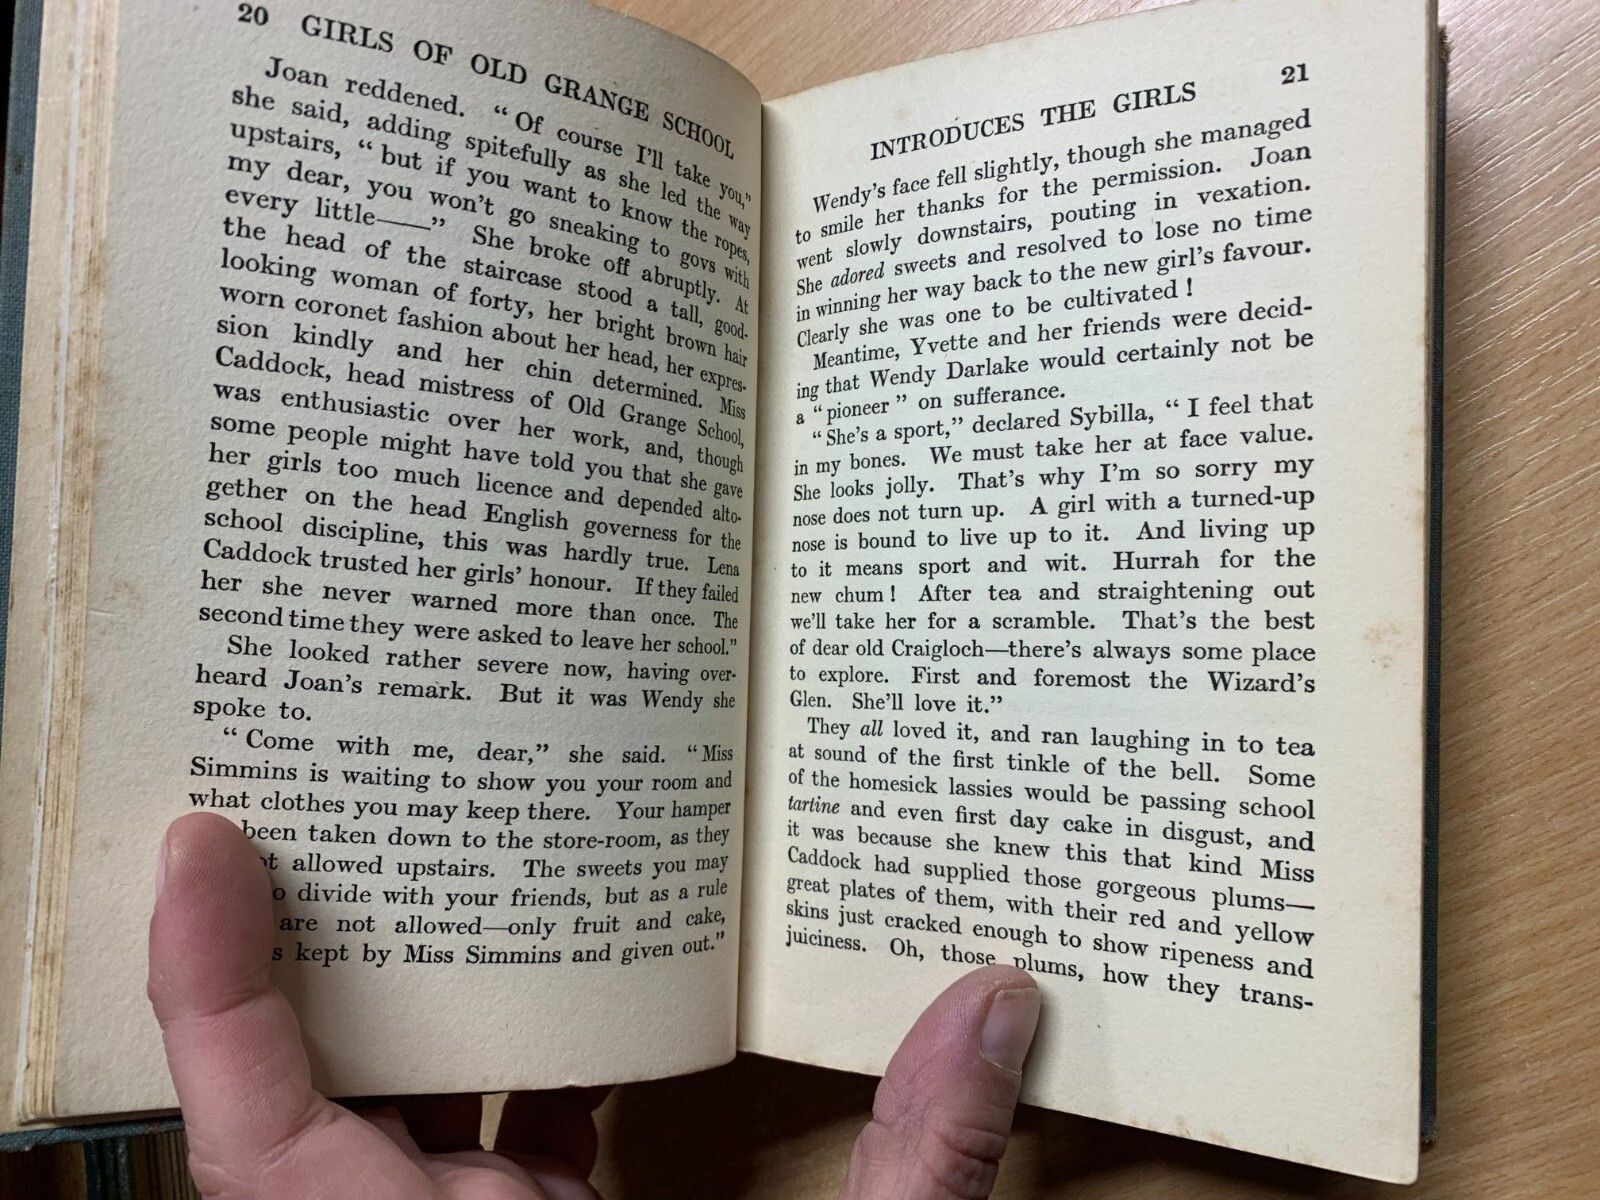 20 GIRLS OF OLD GRANGE SCHOOL
Joan reddened. “Of course I’ll take you,”
she said, adding spitefully as she led the way
upstairs, “but if you want to know the ropes,
my dear, you won’t go sneaking to govs with
every little——” She broke off abruptly. At
the head of the staircase stood a tall, good-
looking woman of forty, her bright brown hair
worn coronet fashion about her head, her expres-
sion kindly and her chin determined. Miss
Caddock, head mistress of Old Grange School,
was enthusiastic over her work, and, though
some people might have told you that she gave
her girls too much licence and depended alto-
gether on the head English governess for the
school discipline, this was hardly true. Lena
Caddock trusted her girls’ honour. If they failed
her she never warned more than once. The
second time they were asked to leave her school.”
She looked rather severe now, having over-
heard Joan’s remark. But it was Wendy she
spoke to.
“Come with me, dear,” she said. “Miss
Simmins is waiting to show you your room and
what clothes you may keep there. Your hamper
been taken down to the store-room, as they
allowed upstairs. The sweets you may
divide with your friends, but as a rule
are not allowed—only fruit and cake,
kept by Miss Simmins and given out.”
INTRODUCES THE GIRLS 21
Wendy’s face fell slightly, though she managed
to smile her thanks for the permission. Joan
went slowly downstairs, pouting in vexation.
She adored sweets and resolved to lose no time
in winning her way back to the new girl’s favour.
Clearly she was one to be cultivated!
Meantime, Yvette and her friends were decid-
ing that Wendy Darlake would certainly not be
a “pioneer” on sufferance.
“She’s a sport,” declared Sybilla, “I feel that
in my bones. We must take her at face value.
She looks jolly. That’s why I’m so sorry my
nose does not turn up. A girl with a turned-up
nose is bound to live up to it. And living up
to it means sport and wit. Hurrah for the
new chum! After tea and straightening out
we’ll take her for a scramble. That’s the best
of dear old Craigloch—there’s always some place
to explore. First and foremost the Wizard’s
Glen. She’ll love it.”
They all loved it, and ran laughing in to tea
at sound of the first tinkle of the bell. Some
of the homesick lassies would be passing school
tartine and even first day cake in disgust, and
it was because she knew this that kind Miss
Caddock had supplied those gorgeous plums—
great plates of them, with their red and yellow
skins just cracked enough to show ripeness and
juiciness. Oh, those plums, how they trans-